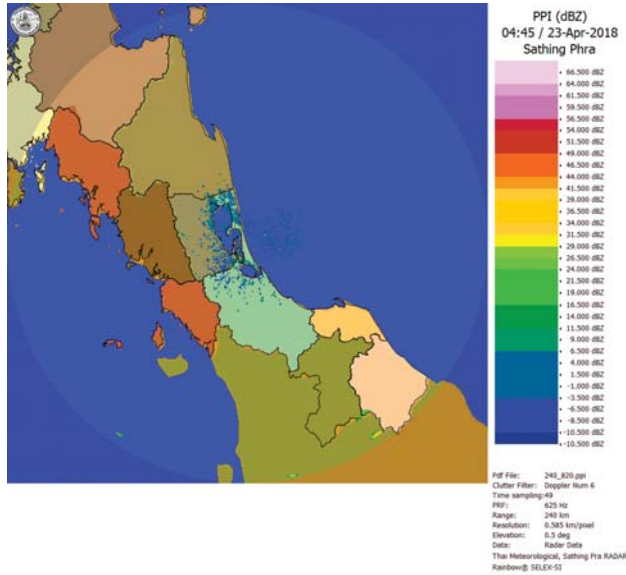 PPI (dBZ)
04:45 / 23-Apr-2018
Sathing Phra
66.500 dBZ
64.000 dBZ
61.500 dBZ
59.500 dBZ
56.500 dBZ
54.000 dBZ
51.500 dBZ
49.000 dBZ
46.500 dBZ
44.000 dBZ
41.500 dBZ
39.000 dBZ
36.500 dBZ
34.000 dBZ
31.500 dBZ
29.000 dBZ
26.500 dBZ
24.000 dBZ
21.500 dBZ
19.000 dBZ
16.500 dBZ
14.000 dBZ
11.500 dBZ
9.000 dBZ
6.500 dBZ
4.000 dBZ
1.500 dBZ
-1.000 dBZ
-3.500 dBZ
-6.500 dBZ
-8.500 dBZ
-10.500 dBZ
-10.500 dBZ
Pdf File: 240_820.ppi
Clutter Filter: Doppler Num 6
Time sampling:49
PRF: 625 Hz
Range: 240 km
Resolution: 0.585 km/pixel
Elevation: 0.5 deg
Data: Radar Data
Thai Meteorological, Sathing Pra RADAR
Rainbow® SELEX-SI